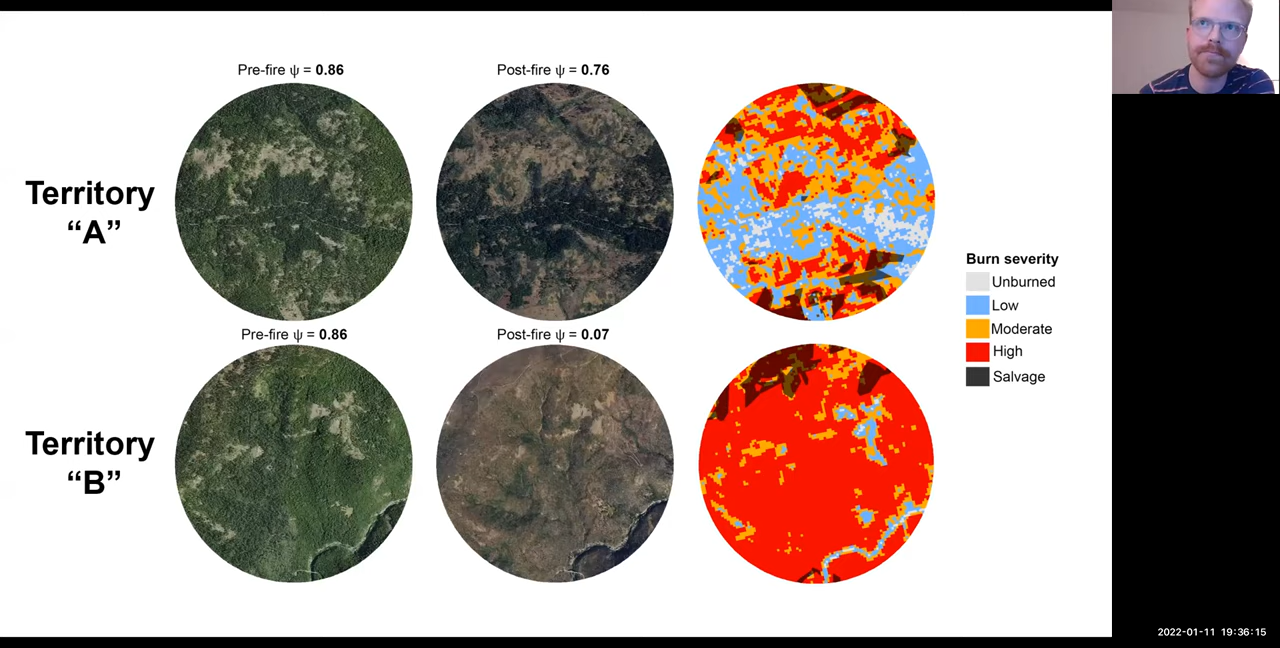 Pre-fire ψ = 0.86
Post-fire ψ = 0.76
Territory
“A”
Burn severity
Unburned
Low
Moderate
High
Salvage
Pre-fire ψ = 0.86
Post-fire ψ = 0.07
Territory
“B”
2022-01-11 19:36:15